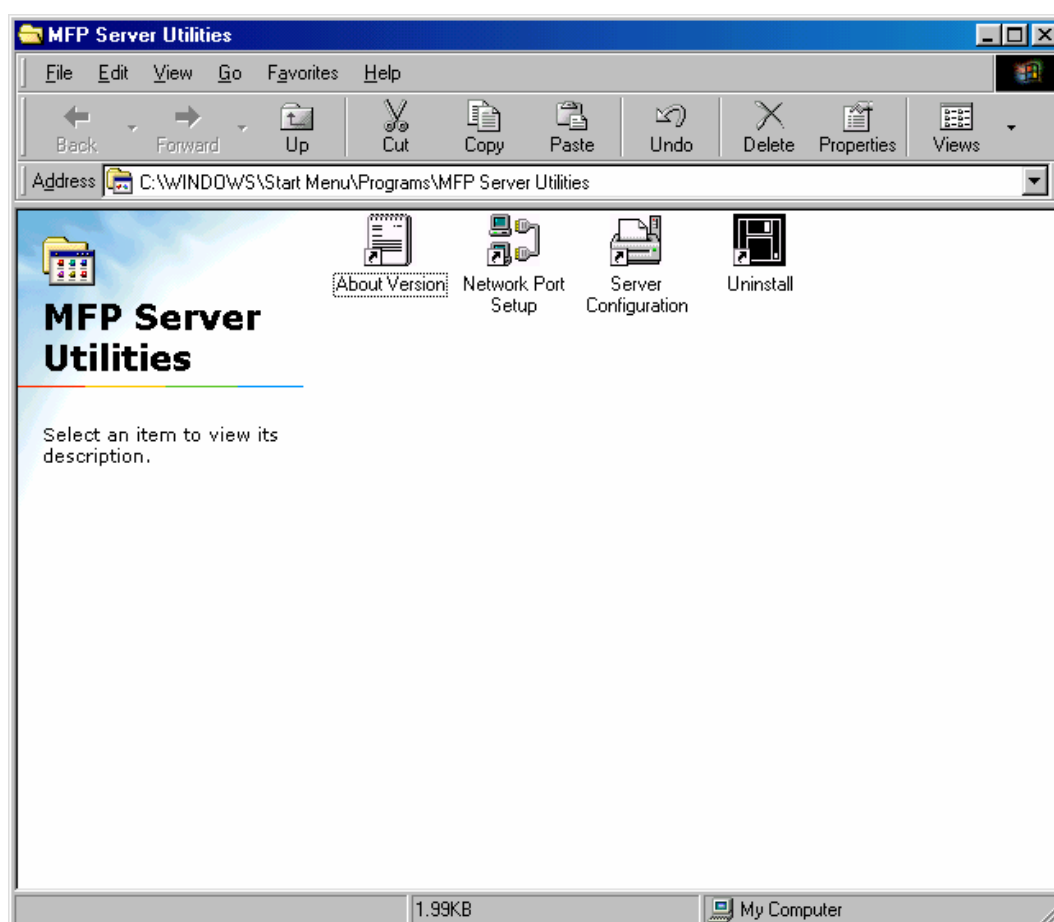 MFP Server Utilities
File Edit View Go Favorites Help
Back Forward Up Cut Copy Paste Undo Delete Properties Views
Address C:\WINDOWS\Start Menu\Programs\MFP Server Utilities
MFP Server
Utilities
Select an item to view its
description.
About Version
Network Port
Setup
Server
Configuration
Uninstall
1.99KB My Computer